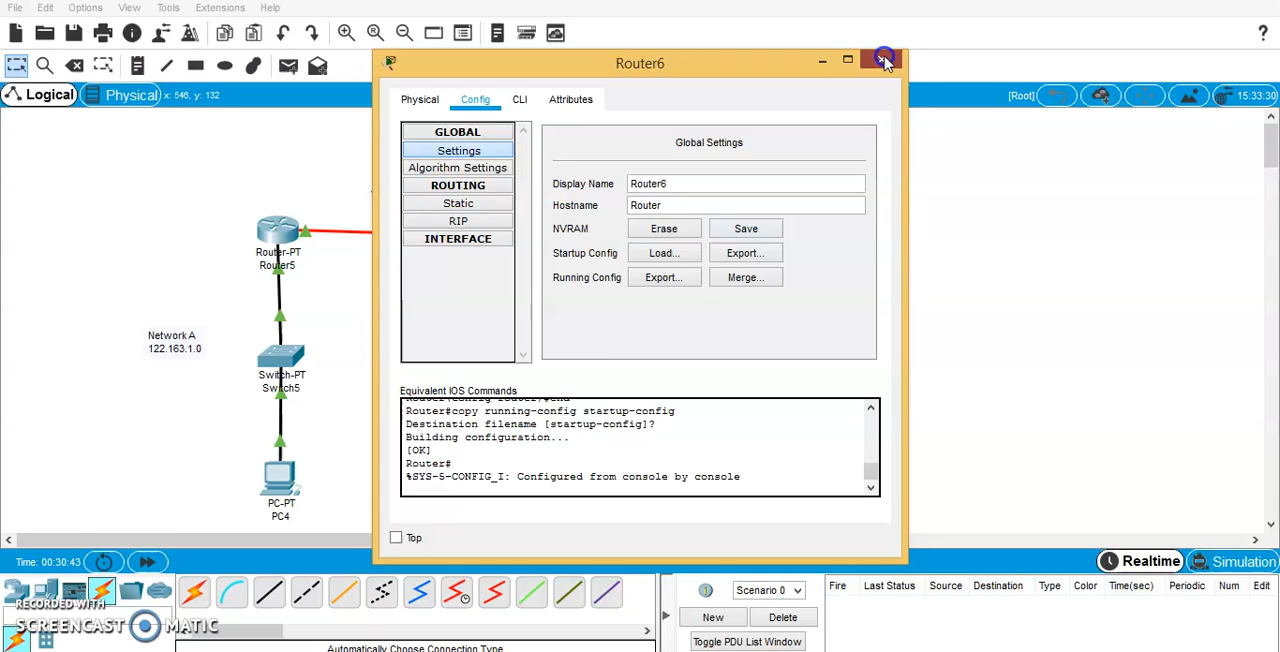 File Edit Options View Tools Extensions Help
?
Router6
Logical Physical x: 546, y: 132
[Root] 15:33:30
Physical Config CLI Attributes
GLOBAL
Settings
Algorithm Settings
ROUTING
Static
RIP
INTERFACE
Global Settings
Display Name Router6
Hostname Router
NVRAM Erase Save
Startup Config Load... Export...
Running Config Export... Merge...
Equivalent IOS Commands
Router#copy running-config startup-config
Destination filename [startup-config]?
Building configuration...
[OK]
Router#
%SYS-5-CONFIG_I: Configured from console by console
Top
Router-PT
Router5
Network A
122.163.1.0
Switch-PT
Switch5
PC-PT
PC4
Time: 00:30:43
Realtime Simulation
Scenario 0
New Delete
Toggle PDU List Window
Fire Last Status Source Destination Type Color Time(sec) Periodic Num Edit
RECORDED WITH
SCREENCAST MATIC
Automatically Choose Connection Type